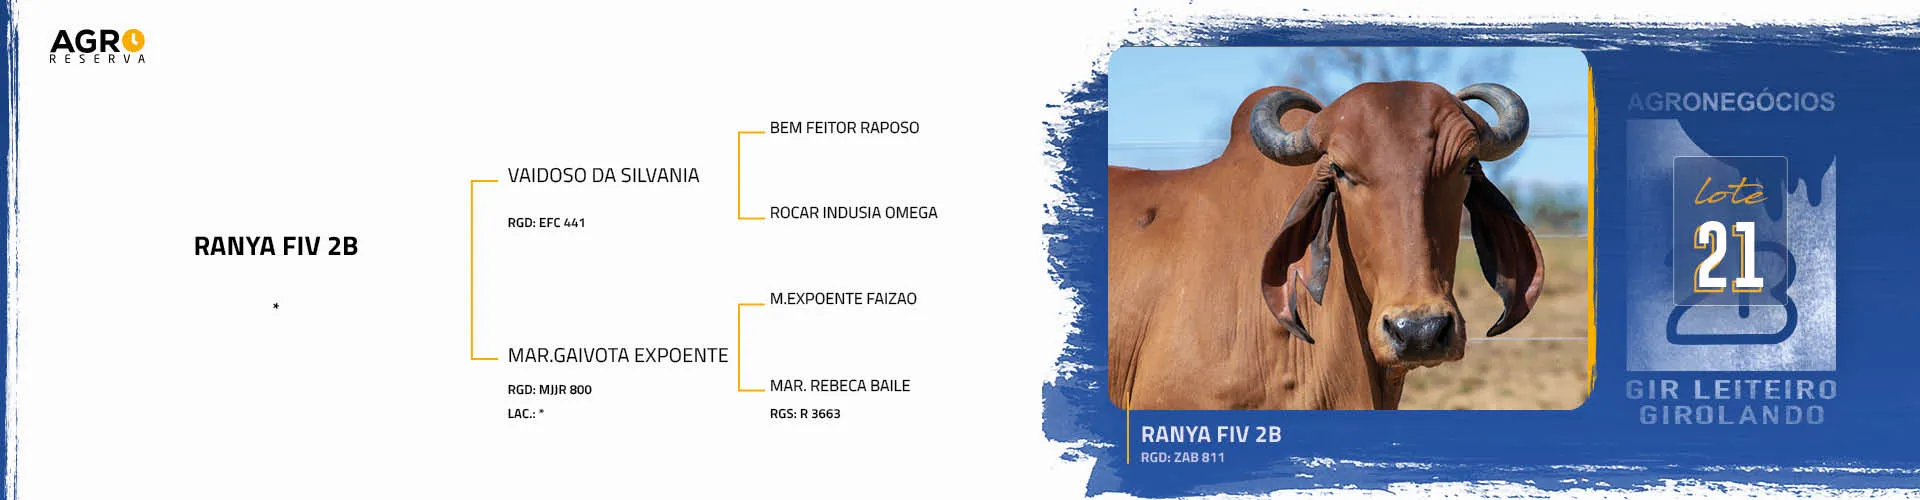 AGRO
RESERVA
RANYA FIV 2B
*
VAIDOSO DA SILVANIA
RGD: EFC 441
MAR.GAIVOTA EXPOENTE
RGD: MJJR 800
LAC.: *
BEM FEITOR RAPOSO
ROCAR INDUSIA OMEGA
M.EXPOENTE FAIZAO
MAR. REBECA BAILE
RGS: R 3663
RANYA FIV 2B
RGD: ZAB 811
AGRONEGÓCIOS
lote
21
2B
GIR LEITEIRO
GIROLANDO